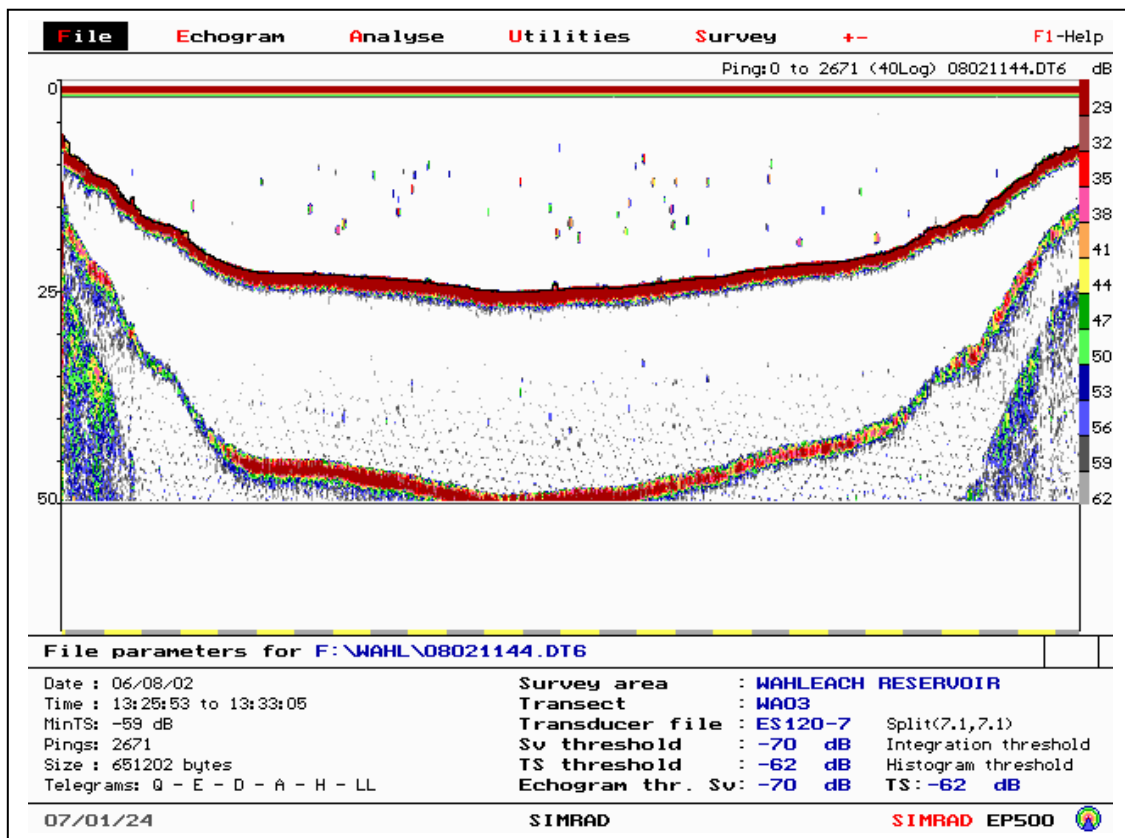 File Echogram Analyse Utilities Survey +- F1-Help
Ping:0 to 2671 (40Log) 08021144.DT6 dB
0
29
32
35
38
41
25
44
47
50
53
56
59
50
62
File parameters for F:\WAHL\08021144.DT6
Date : 06/08/02 Survey area : WAHLEACH RESERVOIR
Time : 13:25:53 to 13:33:05 Transect : WA03
MinTS: -59 dB Transducer file : ES120-7 Split(7.1,7.1)
Pings: 2671 Sv threshold : -70 dB Integration threshold
Size : 651202 bytes TS threshold : -62 dB Histogram threshold
Telegrams: Q - E - D - A - H - LL Echogram thr. Sv: -70 dB TS:-62 dB
07/01/24 SIMRAD SIMRAD EP500